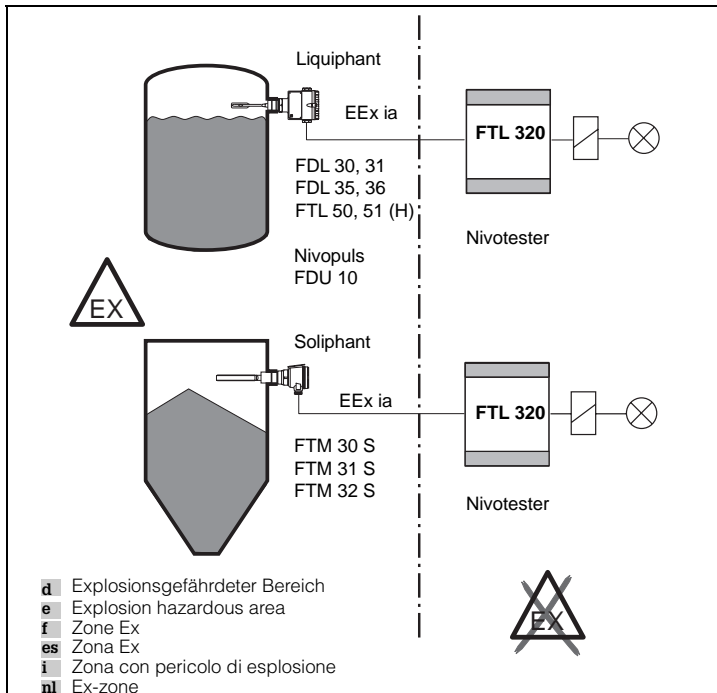 Liquiphant
EEx ia
FTL 320
FDL 30, 31
FDL 35, 36
FTL 50, 51 (H)
Nivotester
Nivopuls
FDU 10
EX
Soliphant
EEx ia
FTL 320
FTM 30 S
FTM 31 S
FTM 32 S
Nivotester
d Explosionsgefährdeter Bereich
e Explosion hazardous area
f Zone Ex
es Zona Ex
i Zona con pericolo di esplosione
nl Ex-zone
EX